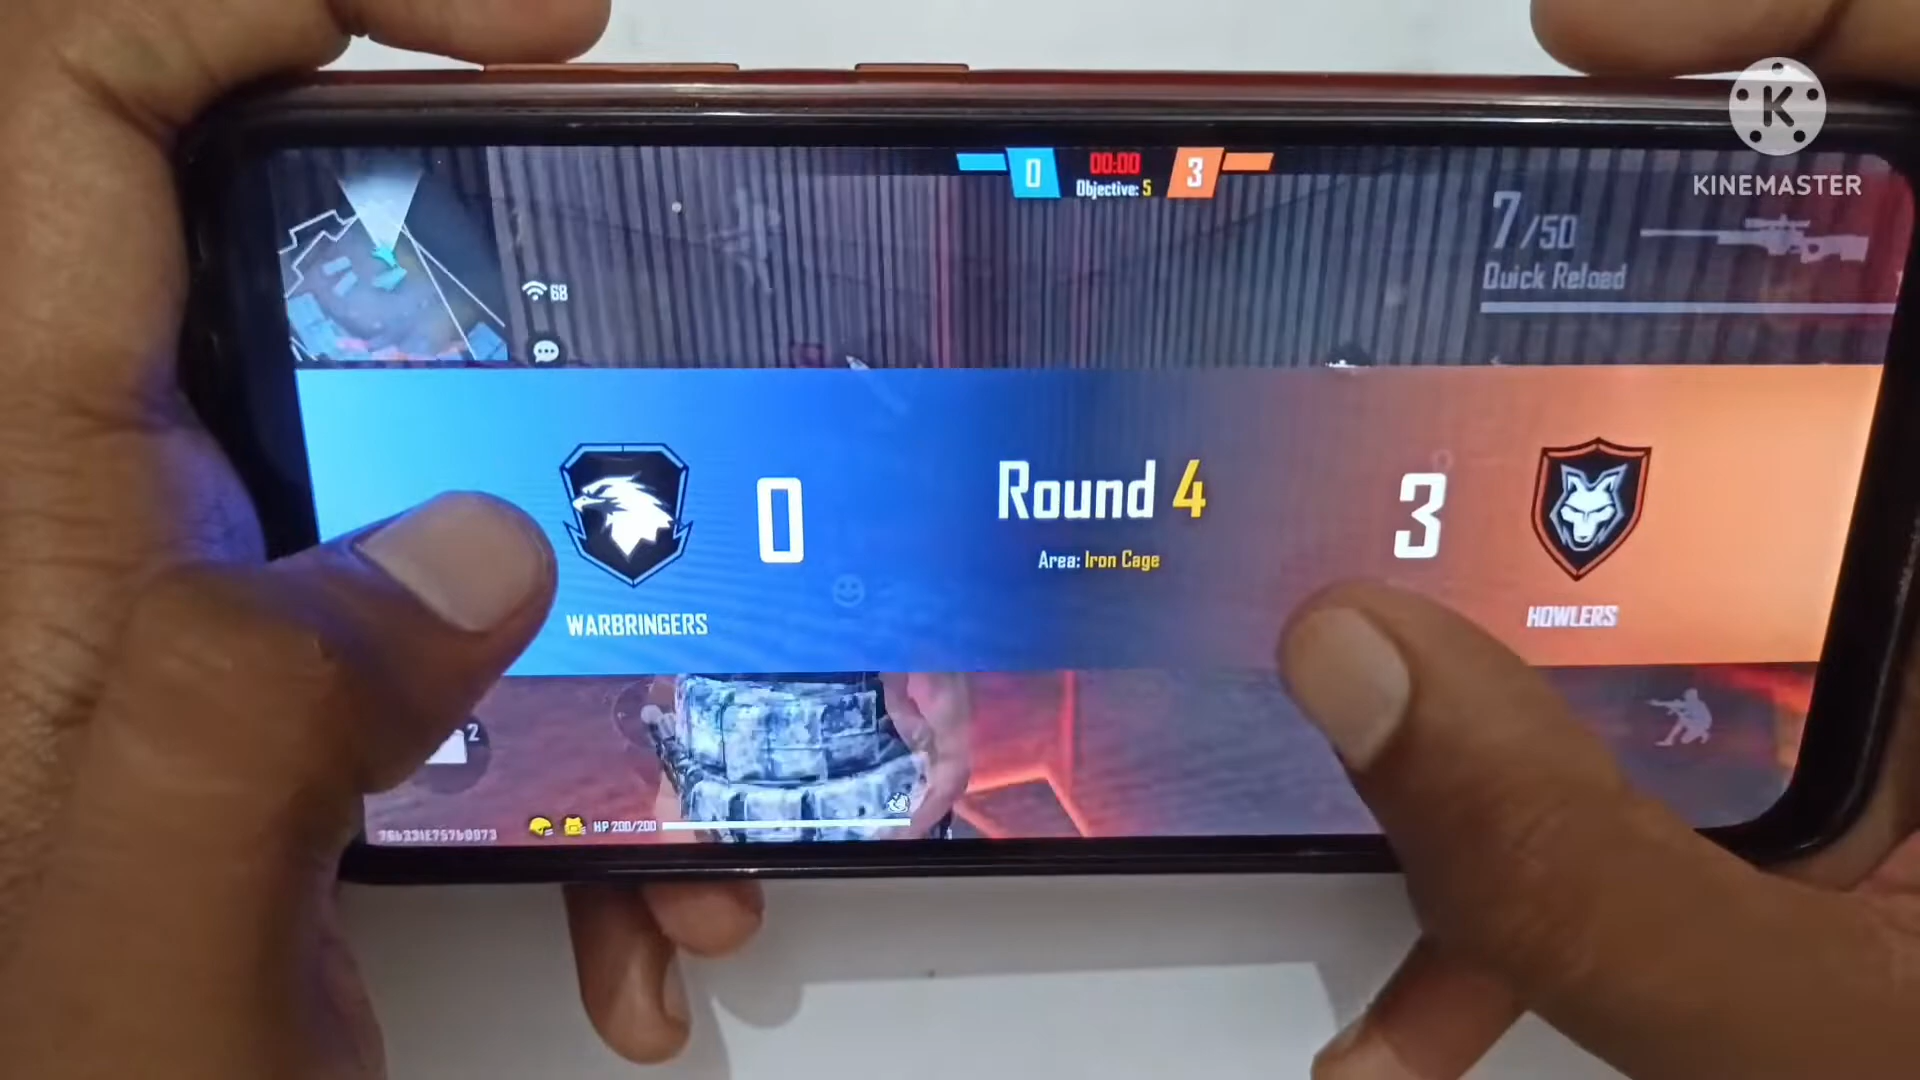 K
KINEMASTER
0
00:00
3
Objective: 5
7/50
Quick Reload
68
0
Round 4
3
Area: Iron Cage
WARBRINGERS
HOWLERS
2
HP 200/200